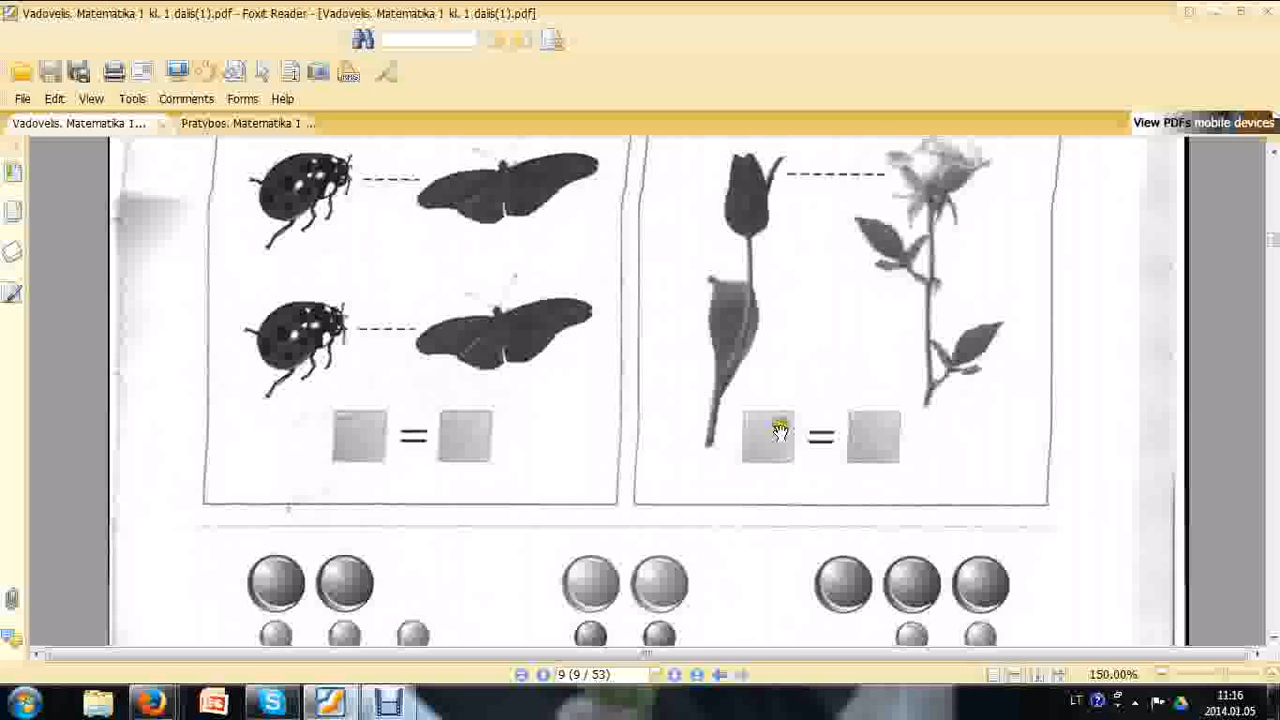 Vadovelis. Matematika 1 kl. 1 dalis(1).pdf - Foxit Reader - [Vadovelis. Matematika 1 kl. 1 dalis(1).pdf]
File Edit View Tools Comments Forms Help
Vadovelis. Matematika 1... Pratybos. Matematika 1 ... View PDFs mobile devices
= =
9 (9 / 53) 150.00%
LT 11:16
2014.01.05